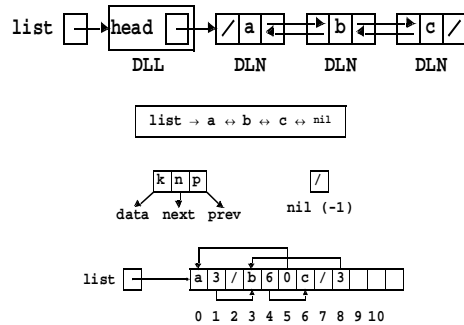 list head / a b c /
DLL DLN DLN DLN
list → a ↔ b ↔ c ↔ nil
k n p /
data next prev nil (-1)
list a 3 / b 6 0 c / 3
0 1 2 3 4 5 6 7 8 9 10